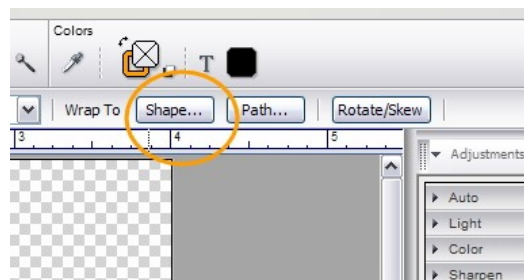 Colors
T
Wrap To Shape... Path... Rotate/Skew
3 4 5
Adjustments
Auto
Light
Color
Sharpen